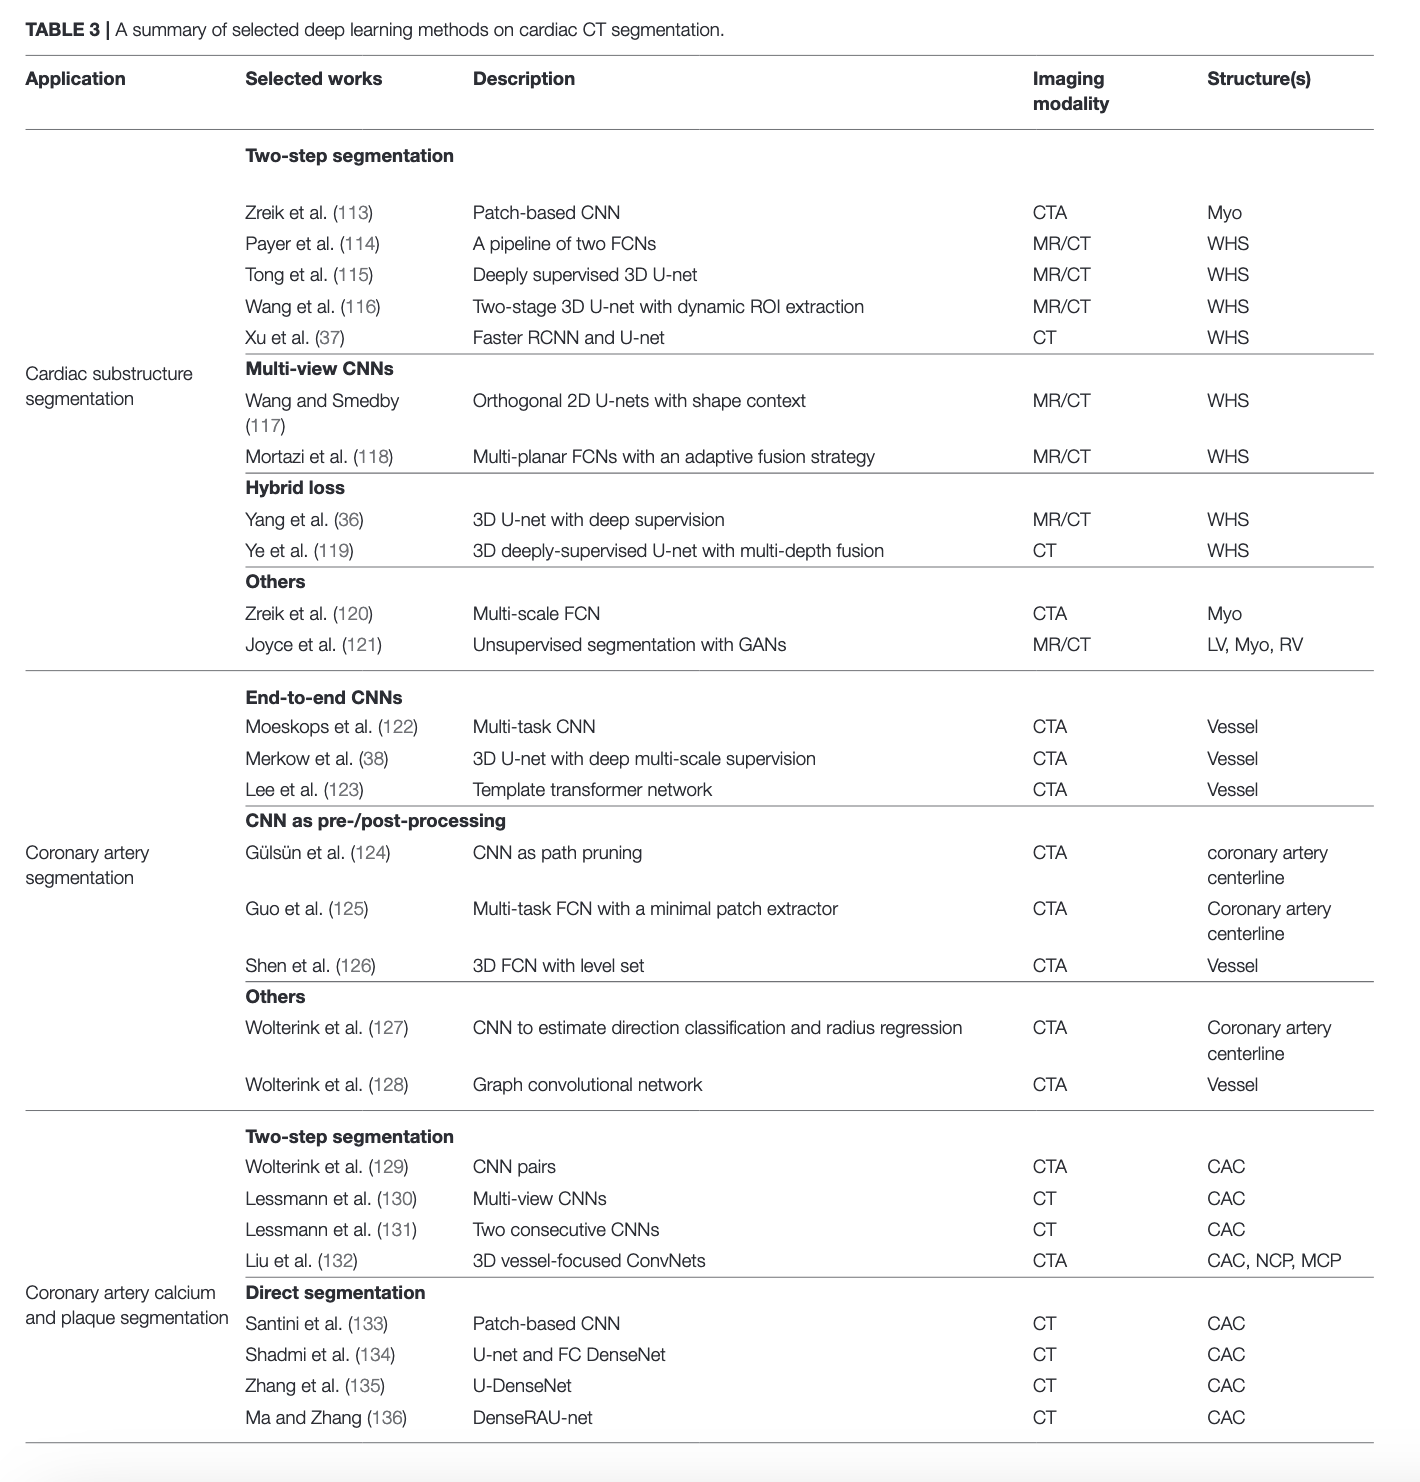 TABLE 3 | A summary of selected deep learning methods on cardiac CT segmentation.
Application Selected works Description Imaging modality Structure(s)
Cardiac substructure segmentation
Two-step segmentation
Zreik et al. (113) Patch-based CNN CTA Myo
Payer et al. (114) A pipeline of two FCNs MR/CT WHS
Tong et al. (115) Deeply supervised 3D U-net MR/CT WHS
Wang et al. (116) Two-stage 3D U-net with dynamic ROI extraction MR/CT WHS
Xu et al. (37) Faster RCNN and U-net CT WHS
Multi-view CNNs
Wang and Smedby (117) Orthogonal 2D U-nets with shape context MR/CT WHS
Mortazi et al. (118) Multi-planar FCNs with an adaptive fusion strategy MR/CT WHS
Hybrid loss
Yang et al. (36) 3D U-net with deep supervision MR/CT WHS
Ye et al. (119) 3D deeply-supervised U-net with multi-depth fusion CT WHS
Others
Zreik et al. (120) Multi-scale FCN CTA Myo
Joyce et al. (121) Unsupervised segmentation with GANs MR/CT LV, Myo, RV
Coronary artery segmentation
End-to-end CNNs
Moeskops et al. (122) Multi-task CNN CTA Vessel
Merkow et al. (38) 3D U-net with deep multi-scale supervision CTA Vessel
Lee et al. (123) Template transformer network CTA Vessel
CNN as pre-/post-processing
Gülsün et al. (124) CNN as path pruning CTA coronary artery centerline
Guo et al. (125) Multi-task FCN with a minimal patch extractor CTA Coronary artery centerline
Shen et al. (126) 3D FCN with level set CTA Vessel
Others
Wolterink et al. (127) CNN to estimate direction classification and radius regression CTA Coronary artery centerline
Wolterink et al. (128) Graph convolutional network CTA Vessel
Coronary artery calcium and plaque segmentation
Two-step segmentation
Wolterink et al. (129) CNN pairs CTA CAC
Lessmann et al. (130) Multi-view CNNs CT CAC
Lessmann et al. (131) Two consecutive CNNs CT CAC
Liu et al. (132) 3D vessel-focused ConvNets CTA CAC, NCP, MCP
Direct segmentation
Santini et al. (133) Patch-based CNN CT CAC
Shadmi et al. (134) U-net and FC DenseNet CT CAC
Zhang et al. (135) U-DenseNet CT CAC
Ma and Zhang (136) DenseRAU-net CT CAC